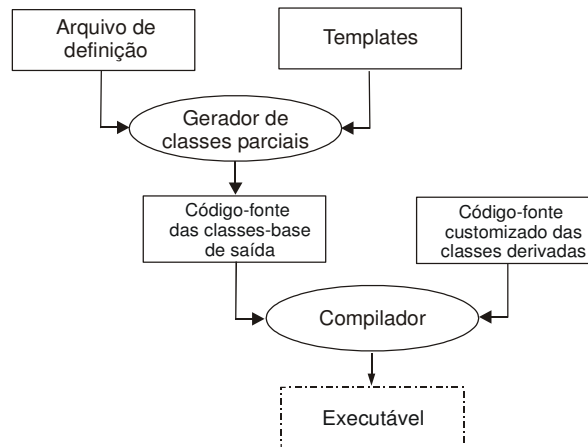 Arquivo de
definição
Templates
Gerador de
classes parciais
Código-fonte
das classes-base
de saída
Código-fonte
customizado das
classes derivadas
Compilador
Executável